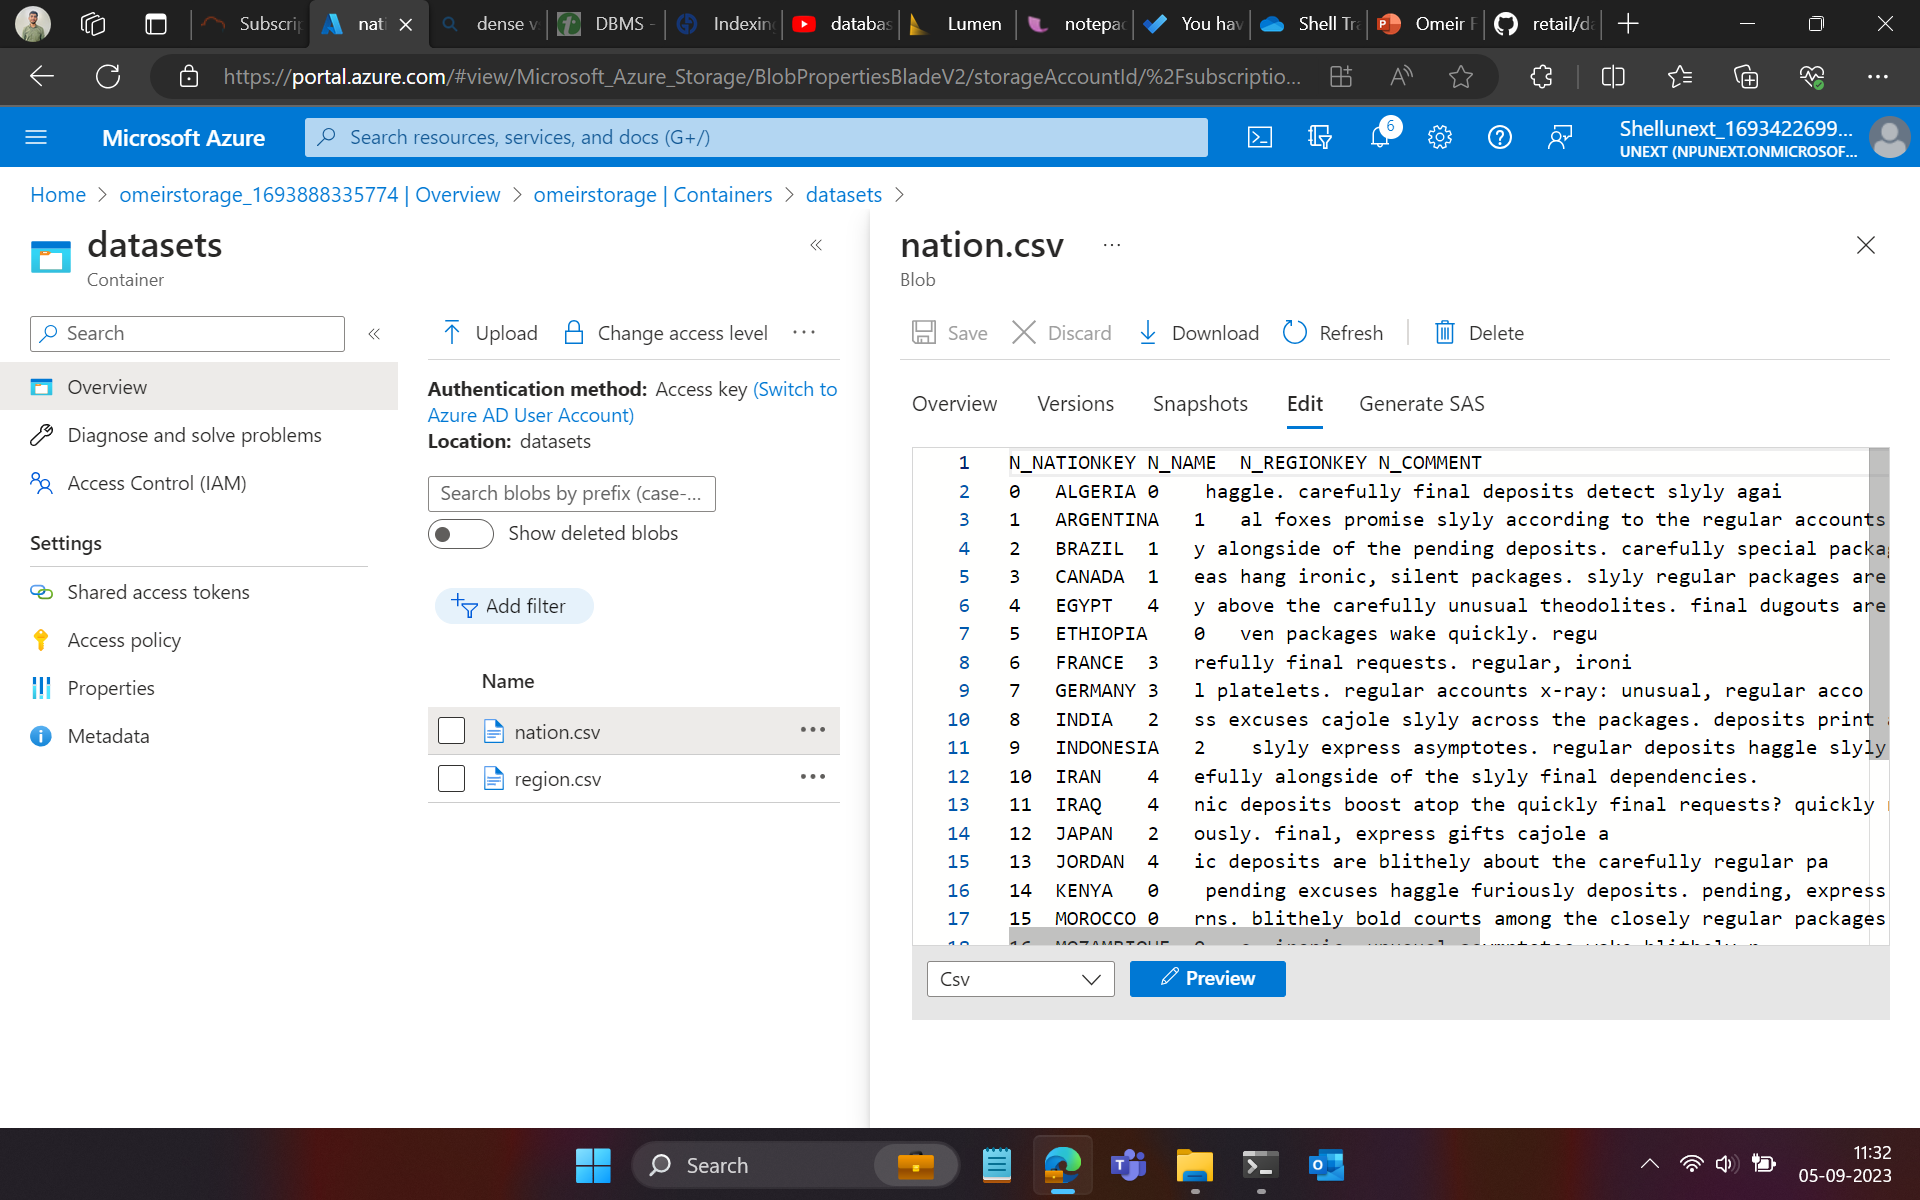 Subscrip
nati
dense v
DBMS -
Indexin
databas
Lumen
notepa
You hav
Shell Tra
Omeir F
retail/da
https://portal.azure.com/#view/Microsoft_Azure_Storage/BlobPropertiesBladeV2/storageAccountId/%2Fsubscriptio...
Microsoft Azure
Search resources, services, and docs (G+/)
6
Shellunext_1693422699...
UNEXT (NPUNEXT.ONMICROSOF...
Home > omeirstorage_1693888335774 | Overview > omeirstorage | Containers > datasets >
datasets
Container
Search
Overview
Diagnose and solve problems
Access Control (IAM)
Settings
Shared access tokens
Access policy
Properties
Metadata
Upload
Change access level
Authentication method: Access key (Switch to
Azure AD User Account)
Location: datasets
Search blobs by prefix (case-...
Show deleted blobs
Add filter
Name
nation.csv
region.csv
nation.csv
Blob
Save
Discard
Download
Refresh
Delete
Overview
Versions
Snapshots
Edit
Generate SAS
1 N_NATIONKEY N_NAME N_REGIONKEY N_COMMENT
2 0 ALGERIA 0 haggle. carefully final deposits detect slyly agai
3 1 ARGENTINA 1 al foxes promise slyly according to the regular accounts
4 2 BRAZIL 1 y alongside of the pending deposits. carefully special packa
5 3 CANADA 1 eas hang ironic, silent packages. slyly regular packages are
6 4 EGYPT 4 y above the carefully unusual theodolites. final dugouts are
7 5 ETHIOPIA 0 ven packages wake quickly. regu
8 6 FRANCE 3 refully final requests. regular, ironi
9 7 GERMANY 3 l platelets. regular accounts x-ray: unusual, regular acco
10 8 INDIA 2 ss excuses cajole slyly across the packages. deposits print a
11 9 INDONESIA 2 slyly express asymptotes. regular deposits haggle slyly
12 10 IRAN 4 efully alongside of the slyly final dependencies.
13 11 IRAQ 4 nic deposits boost atop the quickly final requests? quickly
14 12 JAPAN 2 ously. final, express gifts cajole a
15 13 JORDAN 4 ic deposits are blithely about the carefully regular pa
16 14 KENYA 0 pending excuses haggle furiously deposits. pending, express
17 15 MOROCCO 0 rns. blithely bold courts among the closely regular packages
18 16 MOZAMBIQUE 0 s. ironic, unusual asymptotes wake blithely r
Csv
Preview
Search
11:32
05-09-2023